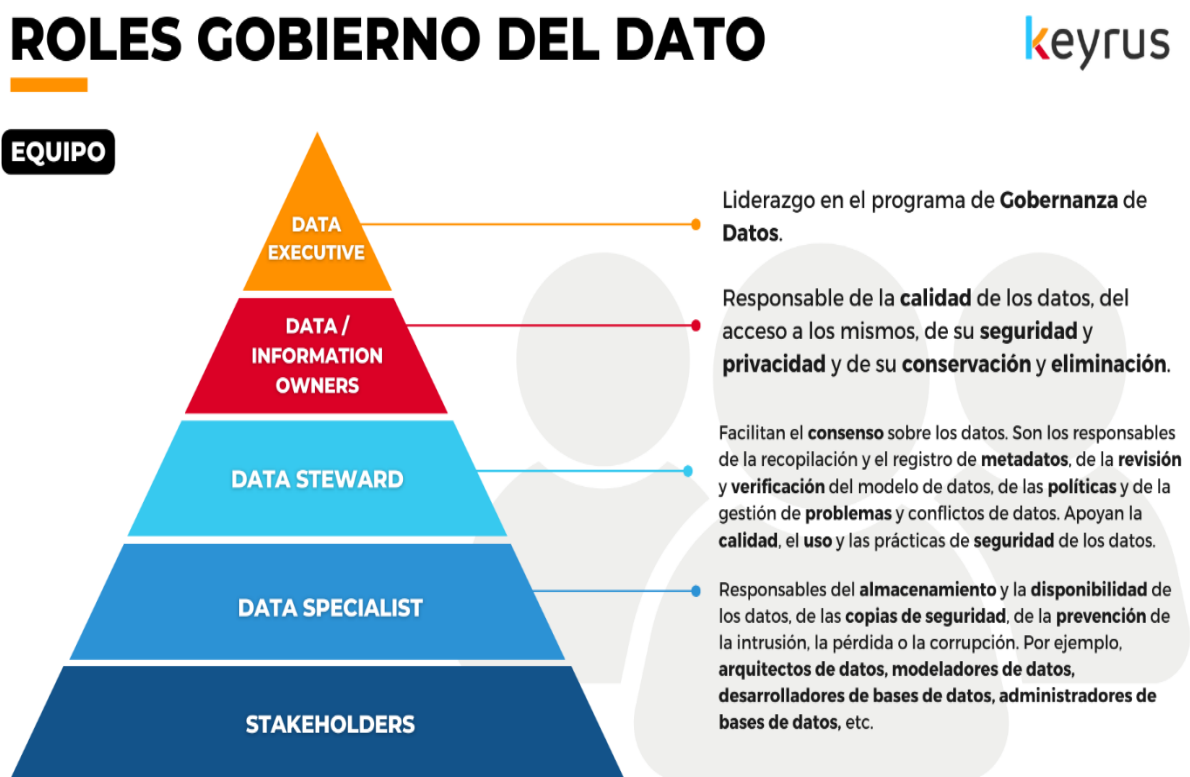 ROLES GOBIERNO DEL DATO
keyrus
EQUIPO
DATA
EXECUTIVE
Liderazgo en el programa de Gobernanza de
Datos.
DATA /
INFORMATION
OWNERS
Responsable de la calidad de los datos, del
acceso a los mismos, de su seguridad y
privacidad y de su conservación y eliminación.
DATA STEWARD
Facilitan el consenso sobre los datos. Son los responsables
de la recopilación y el registro de metadatos, de la revisión
y verificación del modelo de datos, de las políticas y de la
gestión de problemas y conflictos de datos. Apoyan la
calidad, el uso y las prácticas de seguridad de los datos.
DATA SPECIALIST
Responsables del almacenamiento y la disponibilidad de
los datos, de las copias de seguridad, de la prevención de
la intrusión, la pérdida o la corrupción. Por ejemplo,
arquitectos de datos, modeladores de datos,
desarrolladores de bases de datos, administradores de
bases de datos, etc.
STAKEHOLDERS